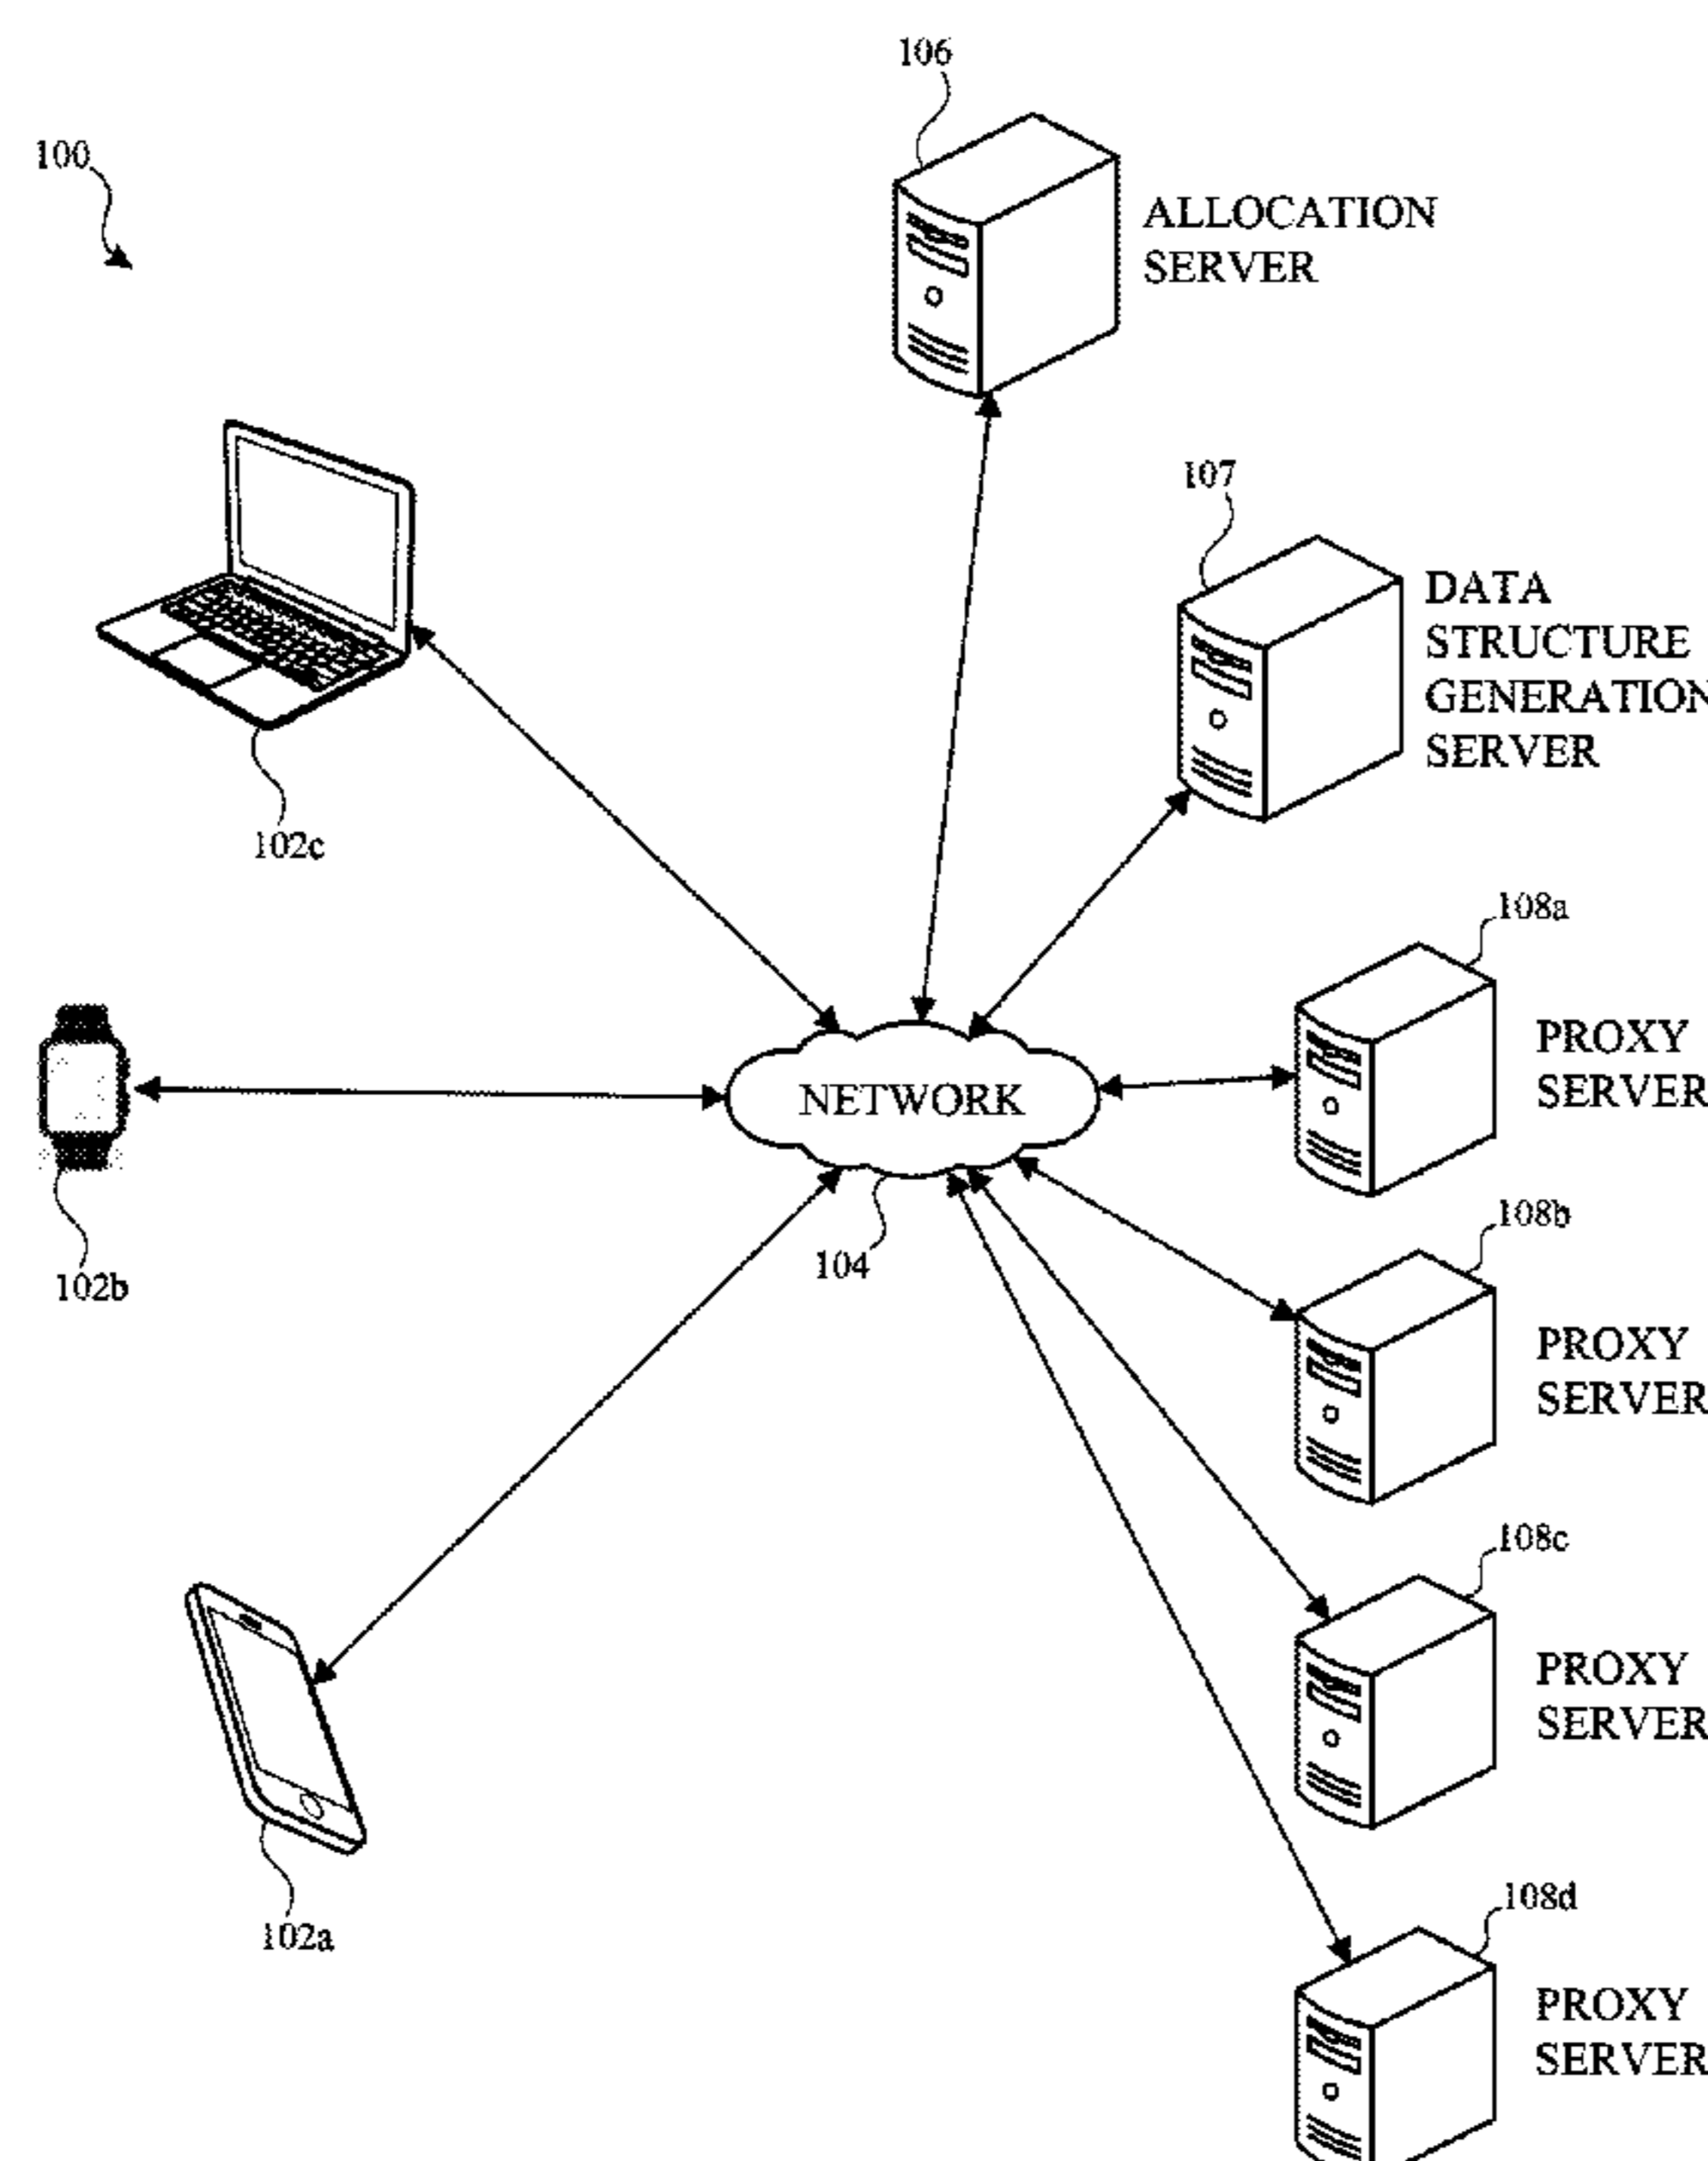 106
100
ALLOCATION
SERVER
107
DATA
STRUCTURE
GENERATION
SERVER
102c
108a
PROXY
SERVER
NETWORK
108b
104
102b
PROXY
SERVER
108c
PROXY
SERVER
108d
102a
PROXY
SERVER